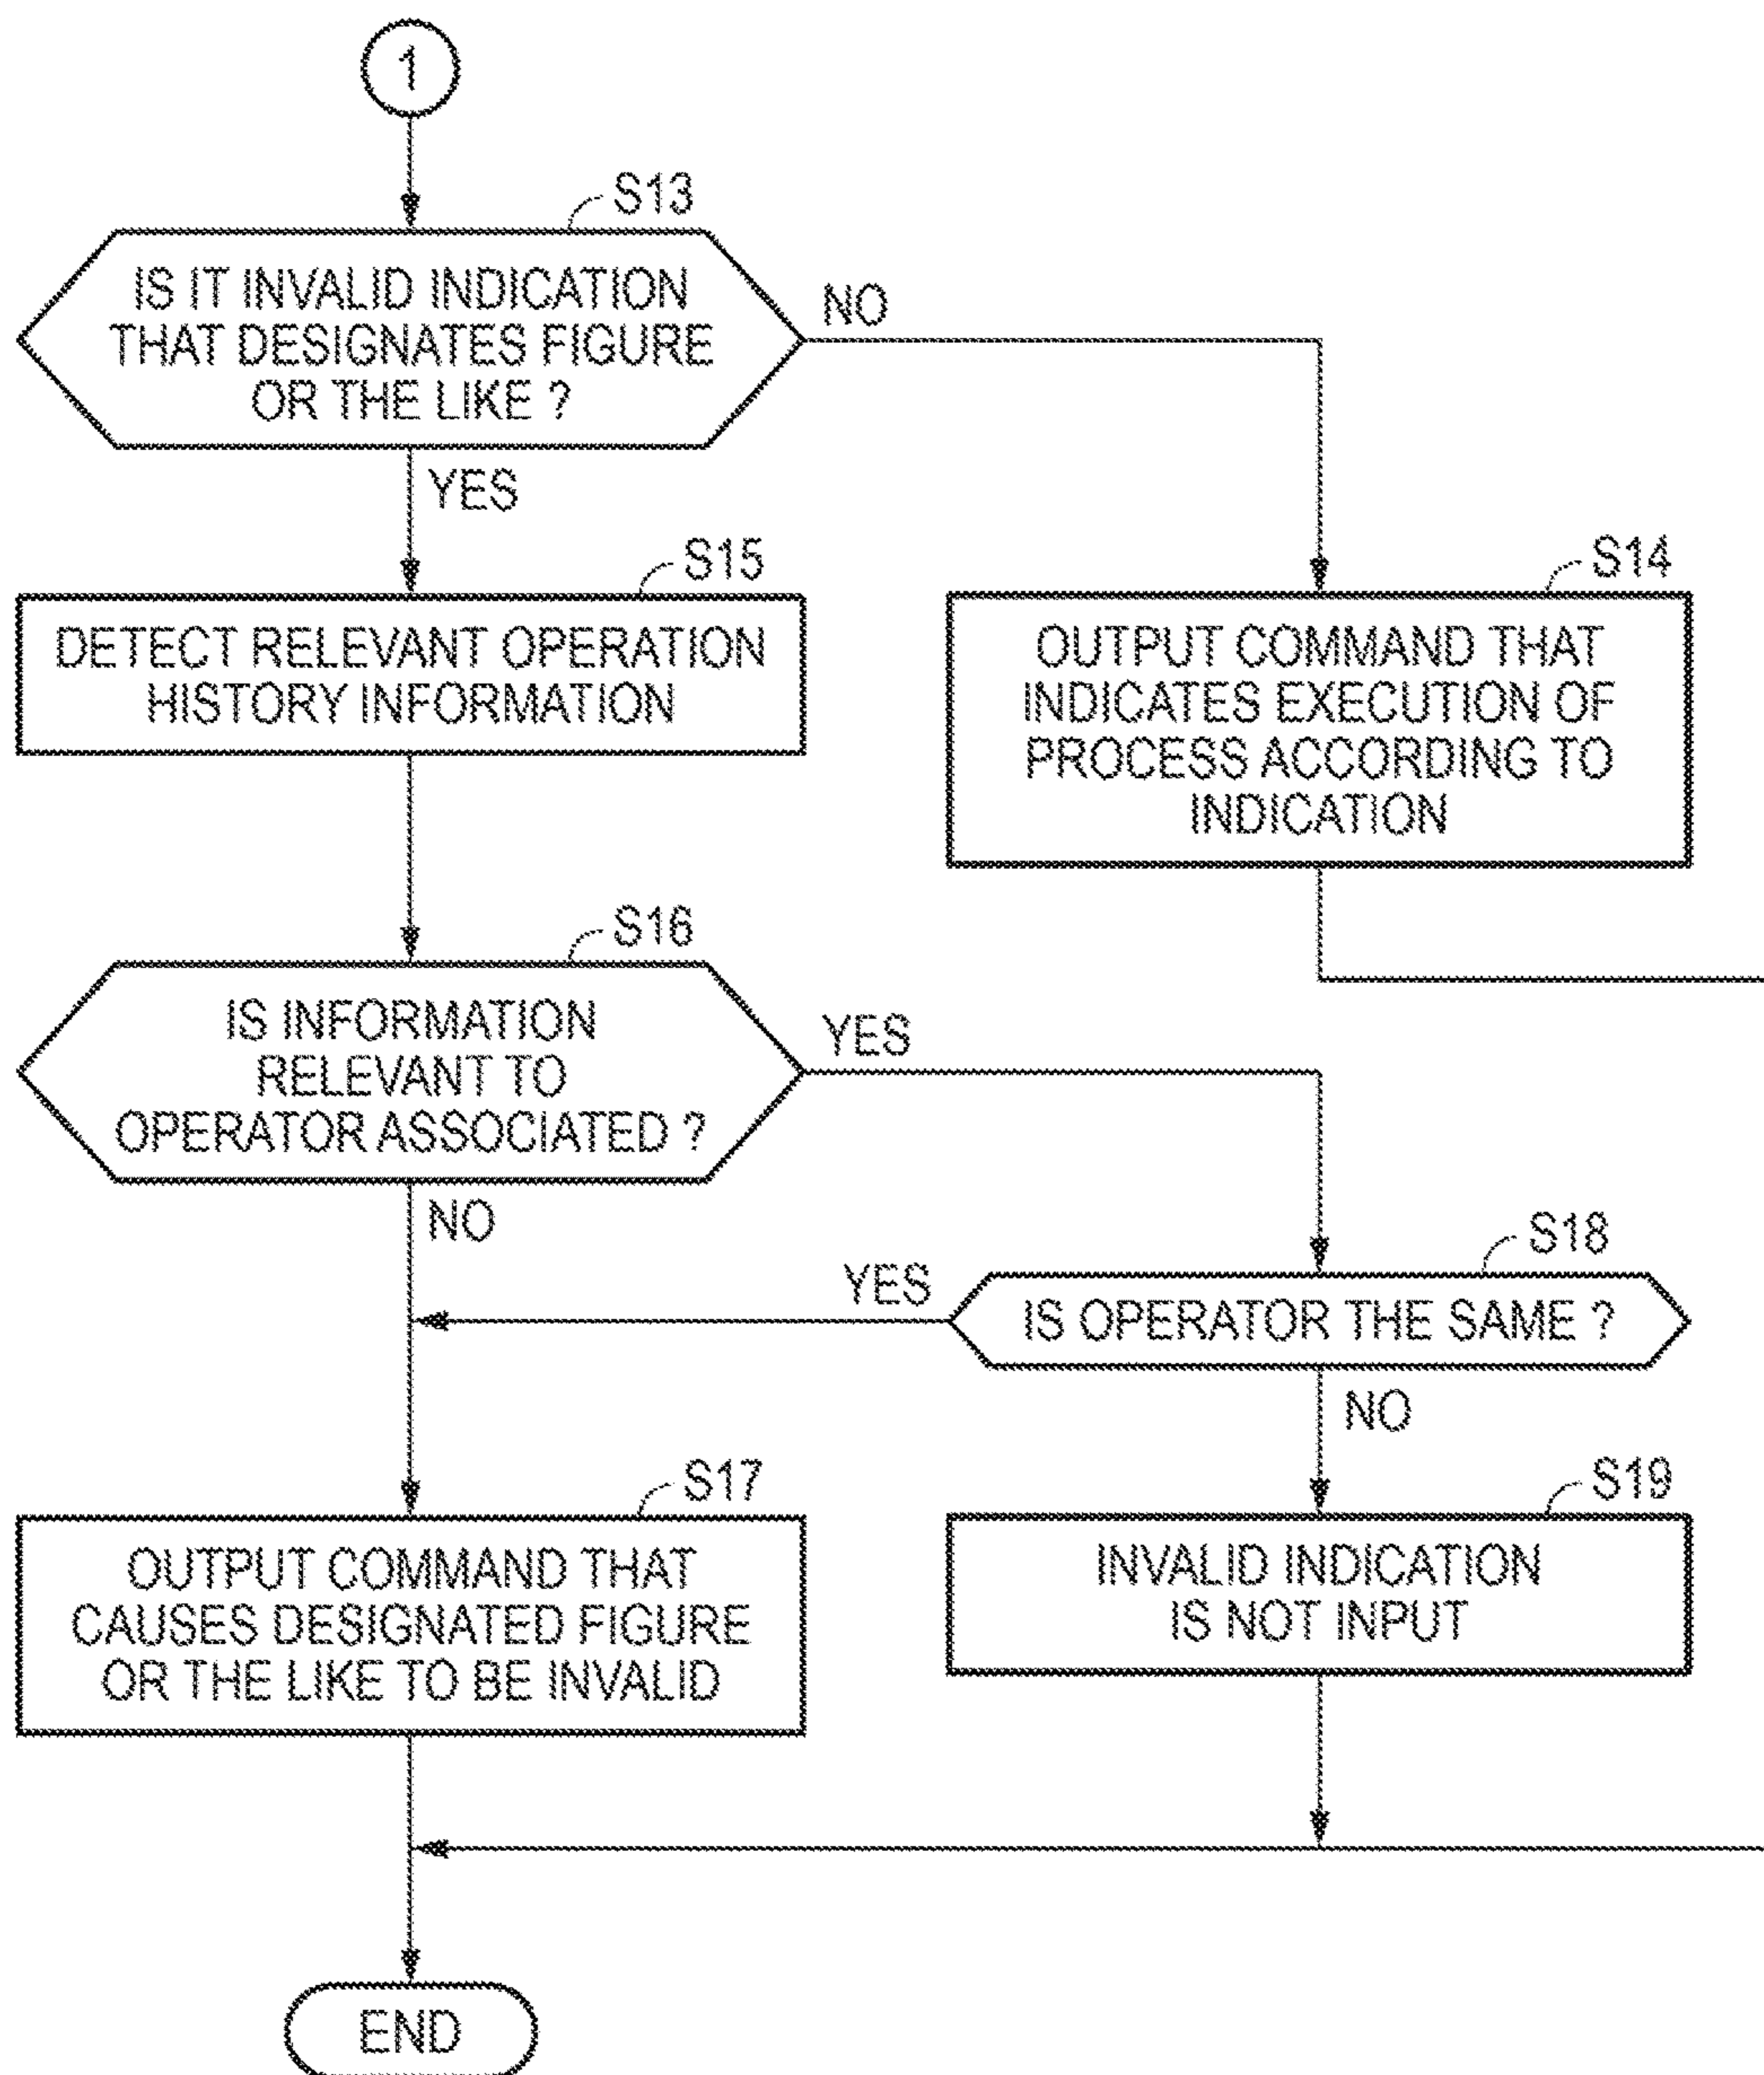 1
S13
IS IT INVALID INDICATION
THAT DESIGNATES FIGURE
OR THE LIKE ?
NO
YES
S15
DETECT RELEVANT OPERATION
HISTORY INFORMATION
S14
OUTPUT COMMAND THAT
INDICATES EXECUTION OF
PROCESS ACCORDING TO
INDICATION
S16
IS INFORMATION
RELEVANT TO
OPERATOR ASSOCIATED ?
YES
NO
S18
IS OPERATOR THE SAME ?
YES
NO
S17
OUTPUT COMMAND THAT
CAUSES DESIGNATED FIGURE
OR THE LIKE TO BE INVALID
S19
INVALID INDICATION
IS NOT INPUT
END